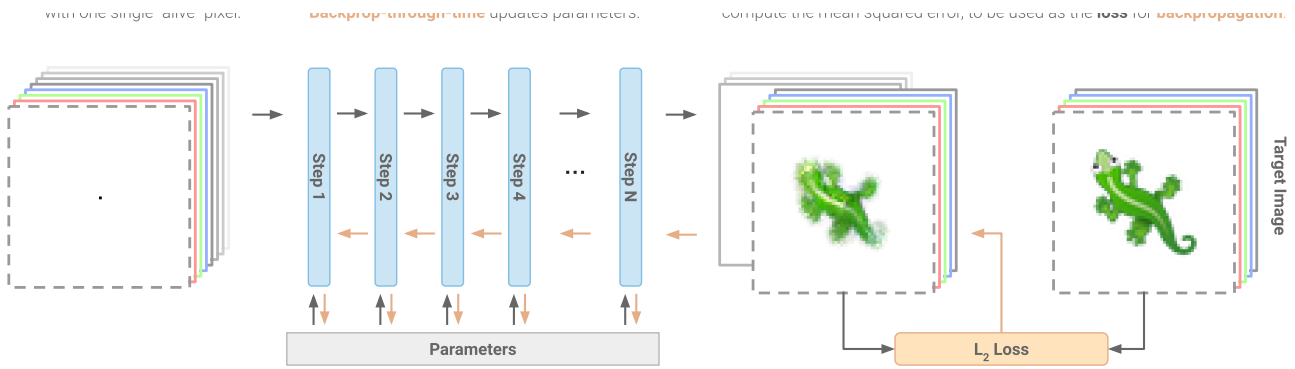 with one single "alive" pixel.
Backprop-through-time updates parameters.
compute the mean squared error, to be used as the loss for backpropagation.
Step 1
Step 2
Step 3
Step 4
...
Step N
Target Image
Parameters
L₂ Loss